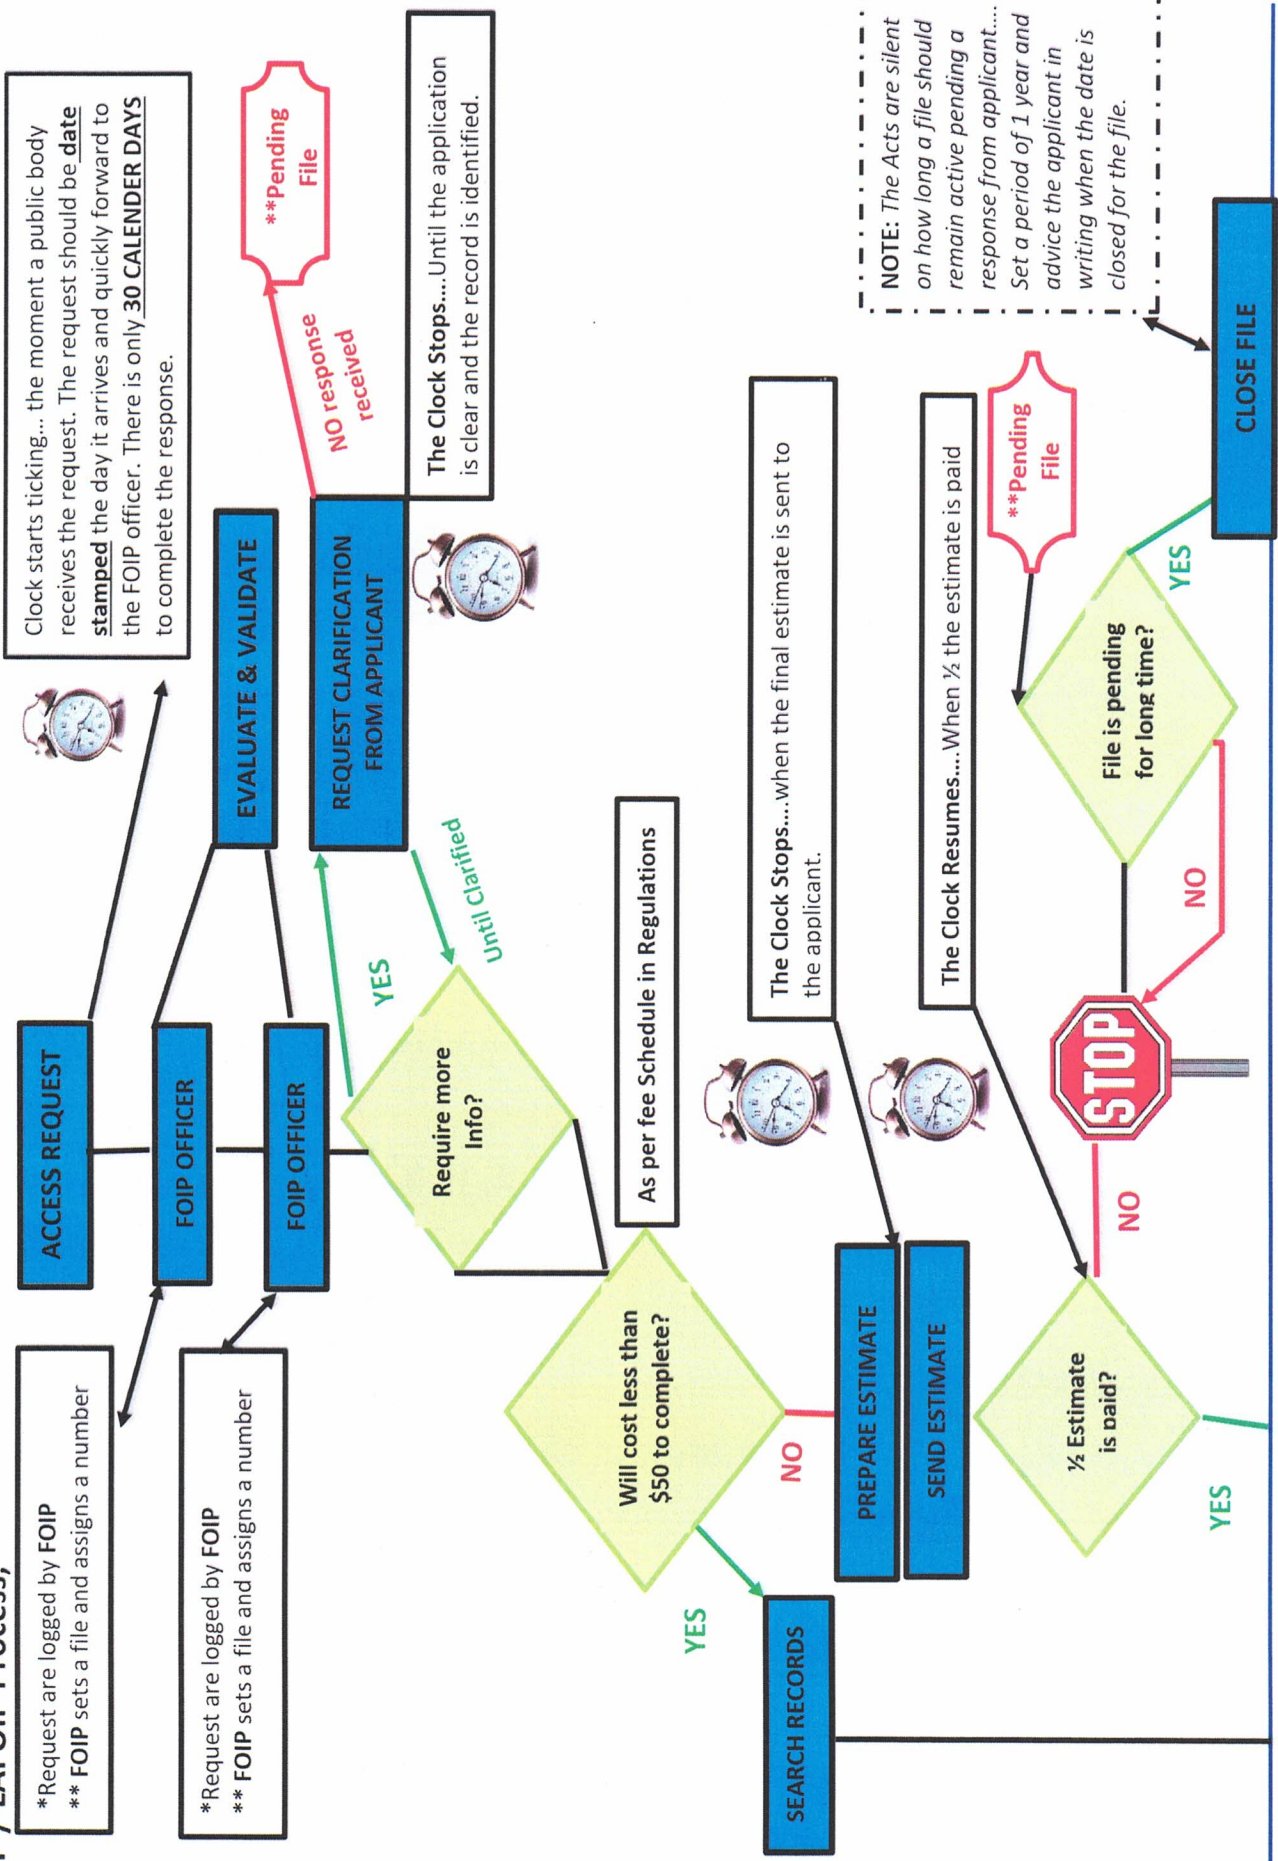 / LAFOIP Process,
*Request are logged by FOIP
** FOIP sets a file and assigns a number
ACCESS REQUEST
Clock starts ticking... the moment a public body
receives the request. The request should be date
stamped the day it arrives and quickly forward to
the FOIP officer. There is only 30 CALENDER DAYS
to complete the response.
*Request are logged by FOIP
** FOIP sets a file and assigns a number
FOIP OFFICER
FOIP OFFICER
EVALUATE & VALIDATE
**Pending
File
NO response
received
REQUEST CLARIFICATION
FROM APPLICANT
The Clock Stops....Until the application
is clear and the record is identified.
YES
Until Clarified
Require more
Info?
Will cost less than
$50 to complete?
As per fee Schedule in Regulations
YES
NO
SEARCH RECORDS
PREPARE ESTIMATE
SEND ESTIMATE
The Clock Stops....when the final estimate is sent to
the applicant.
The Clock Resumes....When ½ the estimate is paid
½ Estimate
is paid?
YES
NO
STOP
NO
File is pending
for long time?
YES
**Pending
File
NOTE: The Acts are silent
on how long a file should
remain active pending a
response from applicant....
Set a period of 1 year and
advice the applicant in
writing when the date is
closed for the file.
CLOSE FILE